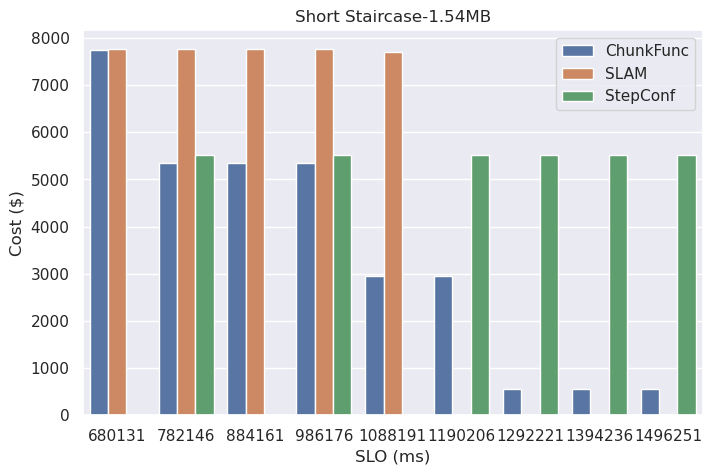 Short Staircase-1.54MB
ChunkFunc
SLAM
StepConf
8000
7000
6000
5000
4000
3000
2000
1000
0
Cost ($)
680131 782146 884161 986176 1088191 1190206 1292221 1394236 1496251
SLO (ms)